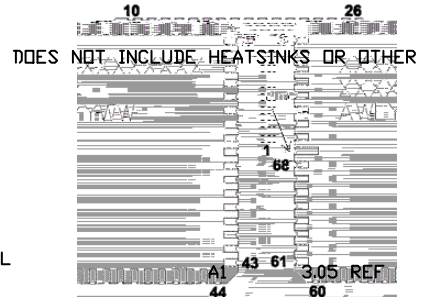 10 26
DOES NOT INCLUDE HEATSINKS OR OTHER
1
68
L
43 61
A1 3.05 REF
44 60